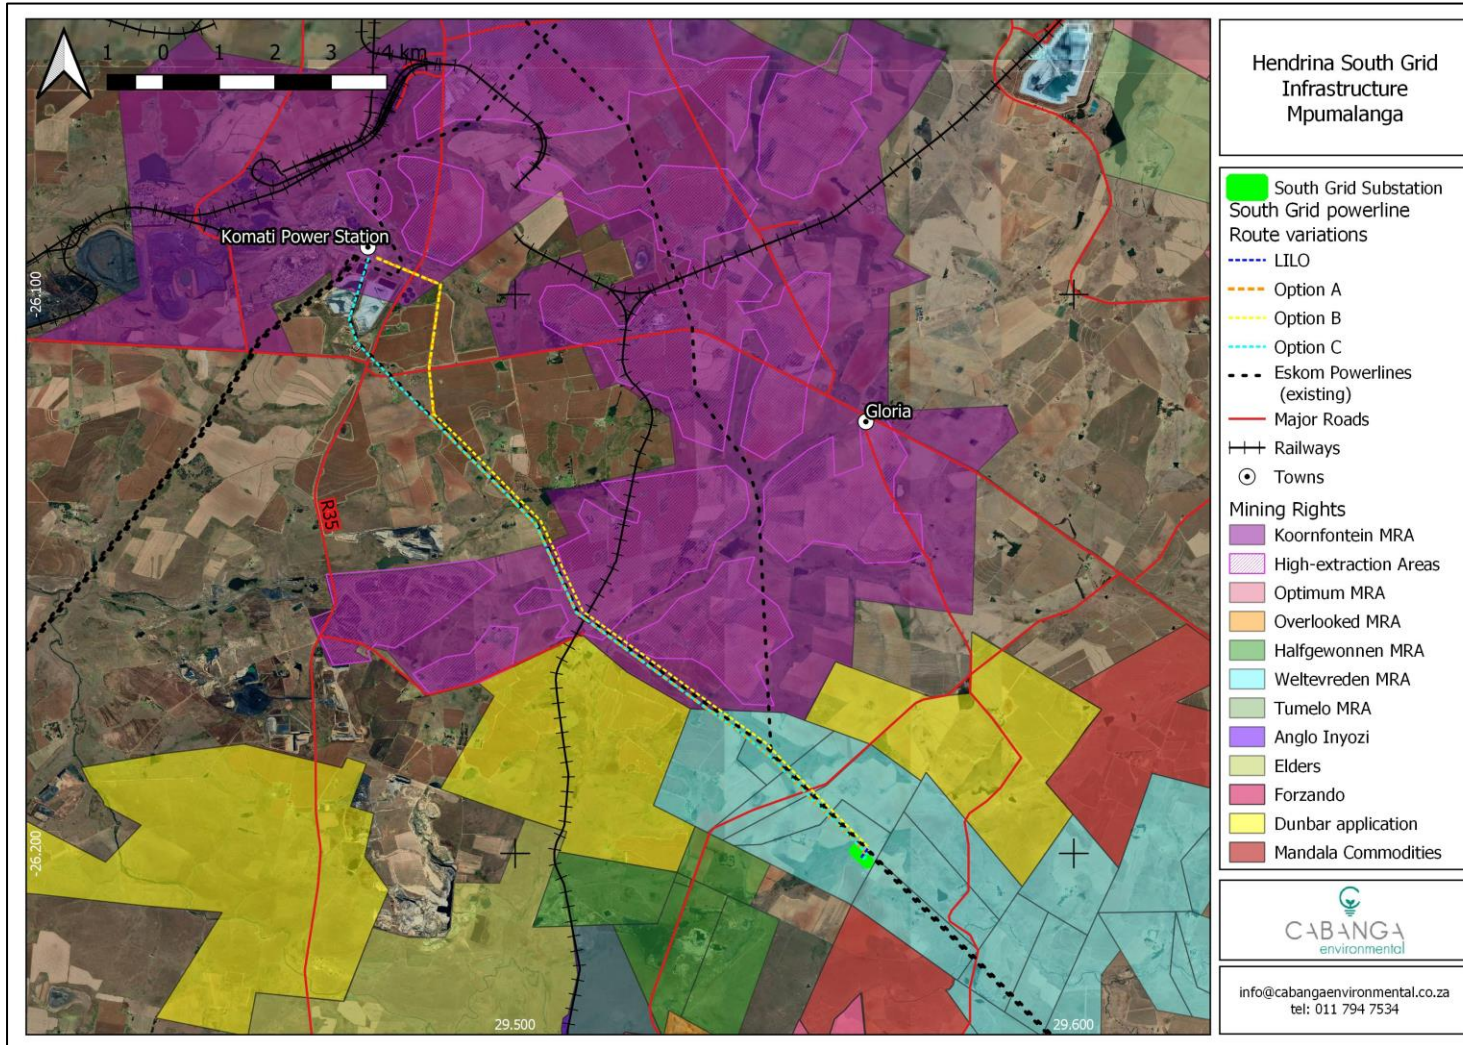 1 0 1 2 3 4 km
Komati Power Station
Gloria
R35
-26.100
-26.200
29.500
29.600
Hendrina South Grid
Infrastructure
Mpumalanga
South Grid Substation
South Grid powerline
Route variations
LILO
Option A
Option B
Option C
Eskom Powerlines
(existing)
Major Roads
Railways
Towns
Mining Rights
Koornfontein MRA
High-extraction Areas
Optimum MRA
Overlooked MRA
Halfgewonnen MRA
Weltevreden MRA
Tumelo MRA
Anglo Inyozi
Elders
Forzando
Dunbar application
Mandala Commodities
CABANGA
environmental
info@cabangaenvironmental.co.za
tel: 011 794 7534